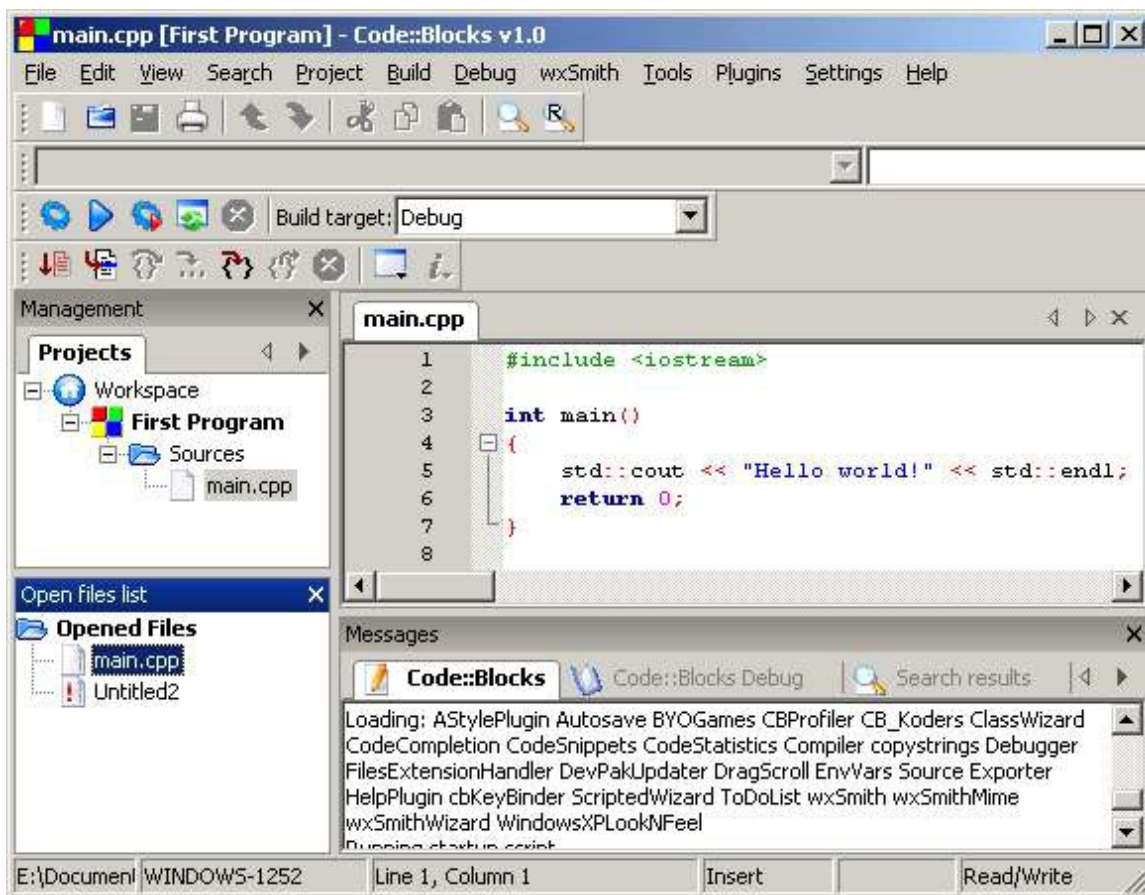 main.cpp [First Program] - Code::Blocks v1.0
File Edit View Search Project Build Debug wxSmith Tools Plugins Settings Help
R
Build target: Debug
Management
Projects
Workspace
First Program
Sources
main.cpp
Open files list
Opened Files
main.cpp
Untitled2
main.cpp
1 #include <iostream>
2
3 int main()
4 {
5 std::cout << "Hello world!" << std::endl;
6 return 0;
7 }
8
Messages
Code::Blocks Code::Blocks Debug Search results
Loading: AStylePlugin Autosave BYOGames CBProfiler CB_Koders ClassWizard
CodeCompletion CodeSnippets CodeStatistics Compiler copystrings Debugger
FilesExtensionHandler DevPakUpdater DragScroll EnvVars Source Exporter
HelpPlugin cbKeyBinder ScriptedWizard ToDoList wxSmith wxSmithMime
wxSmithWizard WindowsXPLookNFeel
Running startup script
E:\Document WINDOWS-1252 Line 1, Column 1 Insert Read/Write